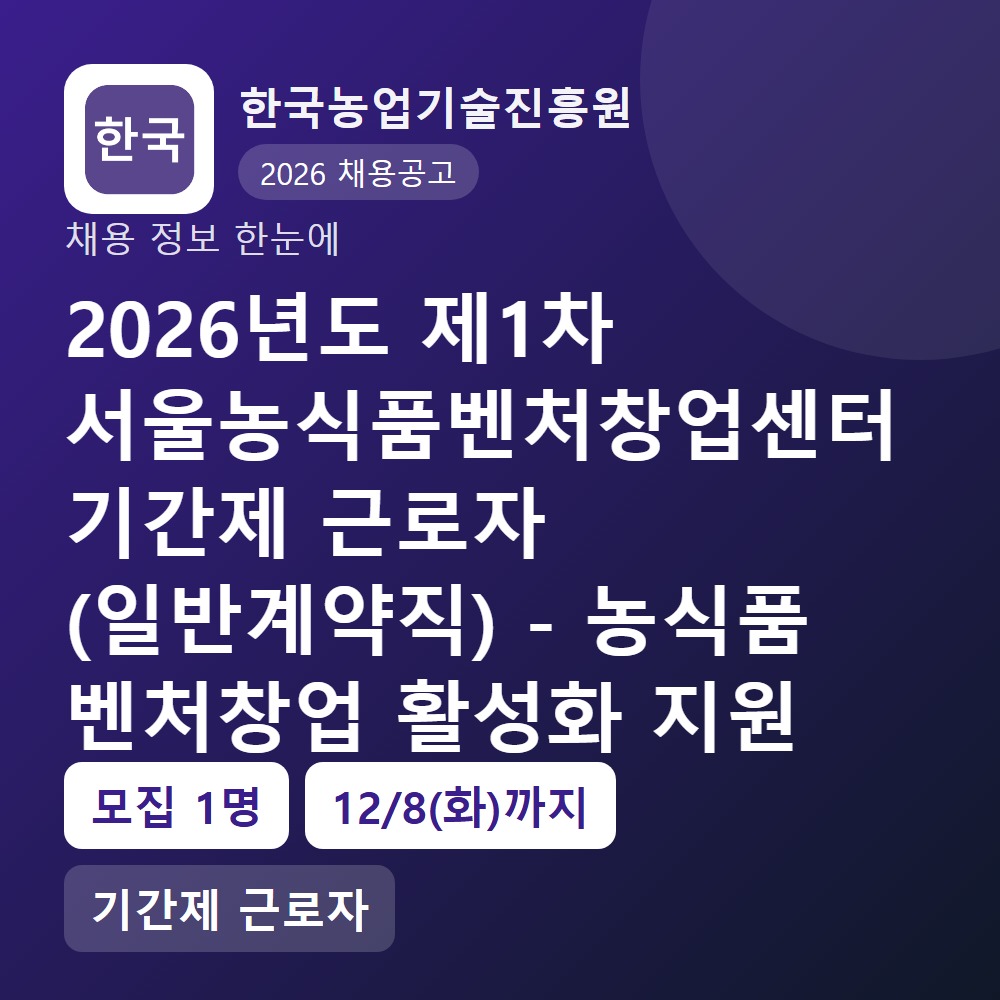 한국
한국농업기술진흥원
2026 채용공고
채용 정보 한눈에
2026년도 제1차
서울농식품벤처창업센터
기간제 근로자
(일반계약직) - 농식품
벤처창업 활성화 지원
모집 1명
12/8(화)까지
기간제 근로자